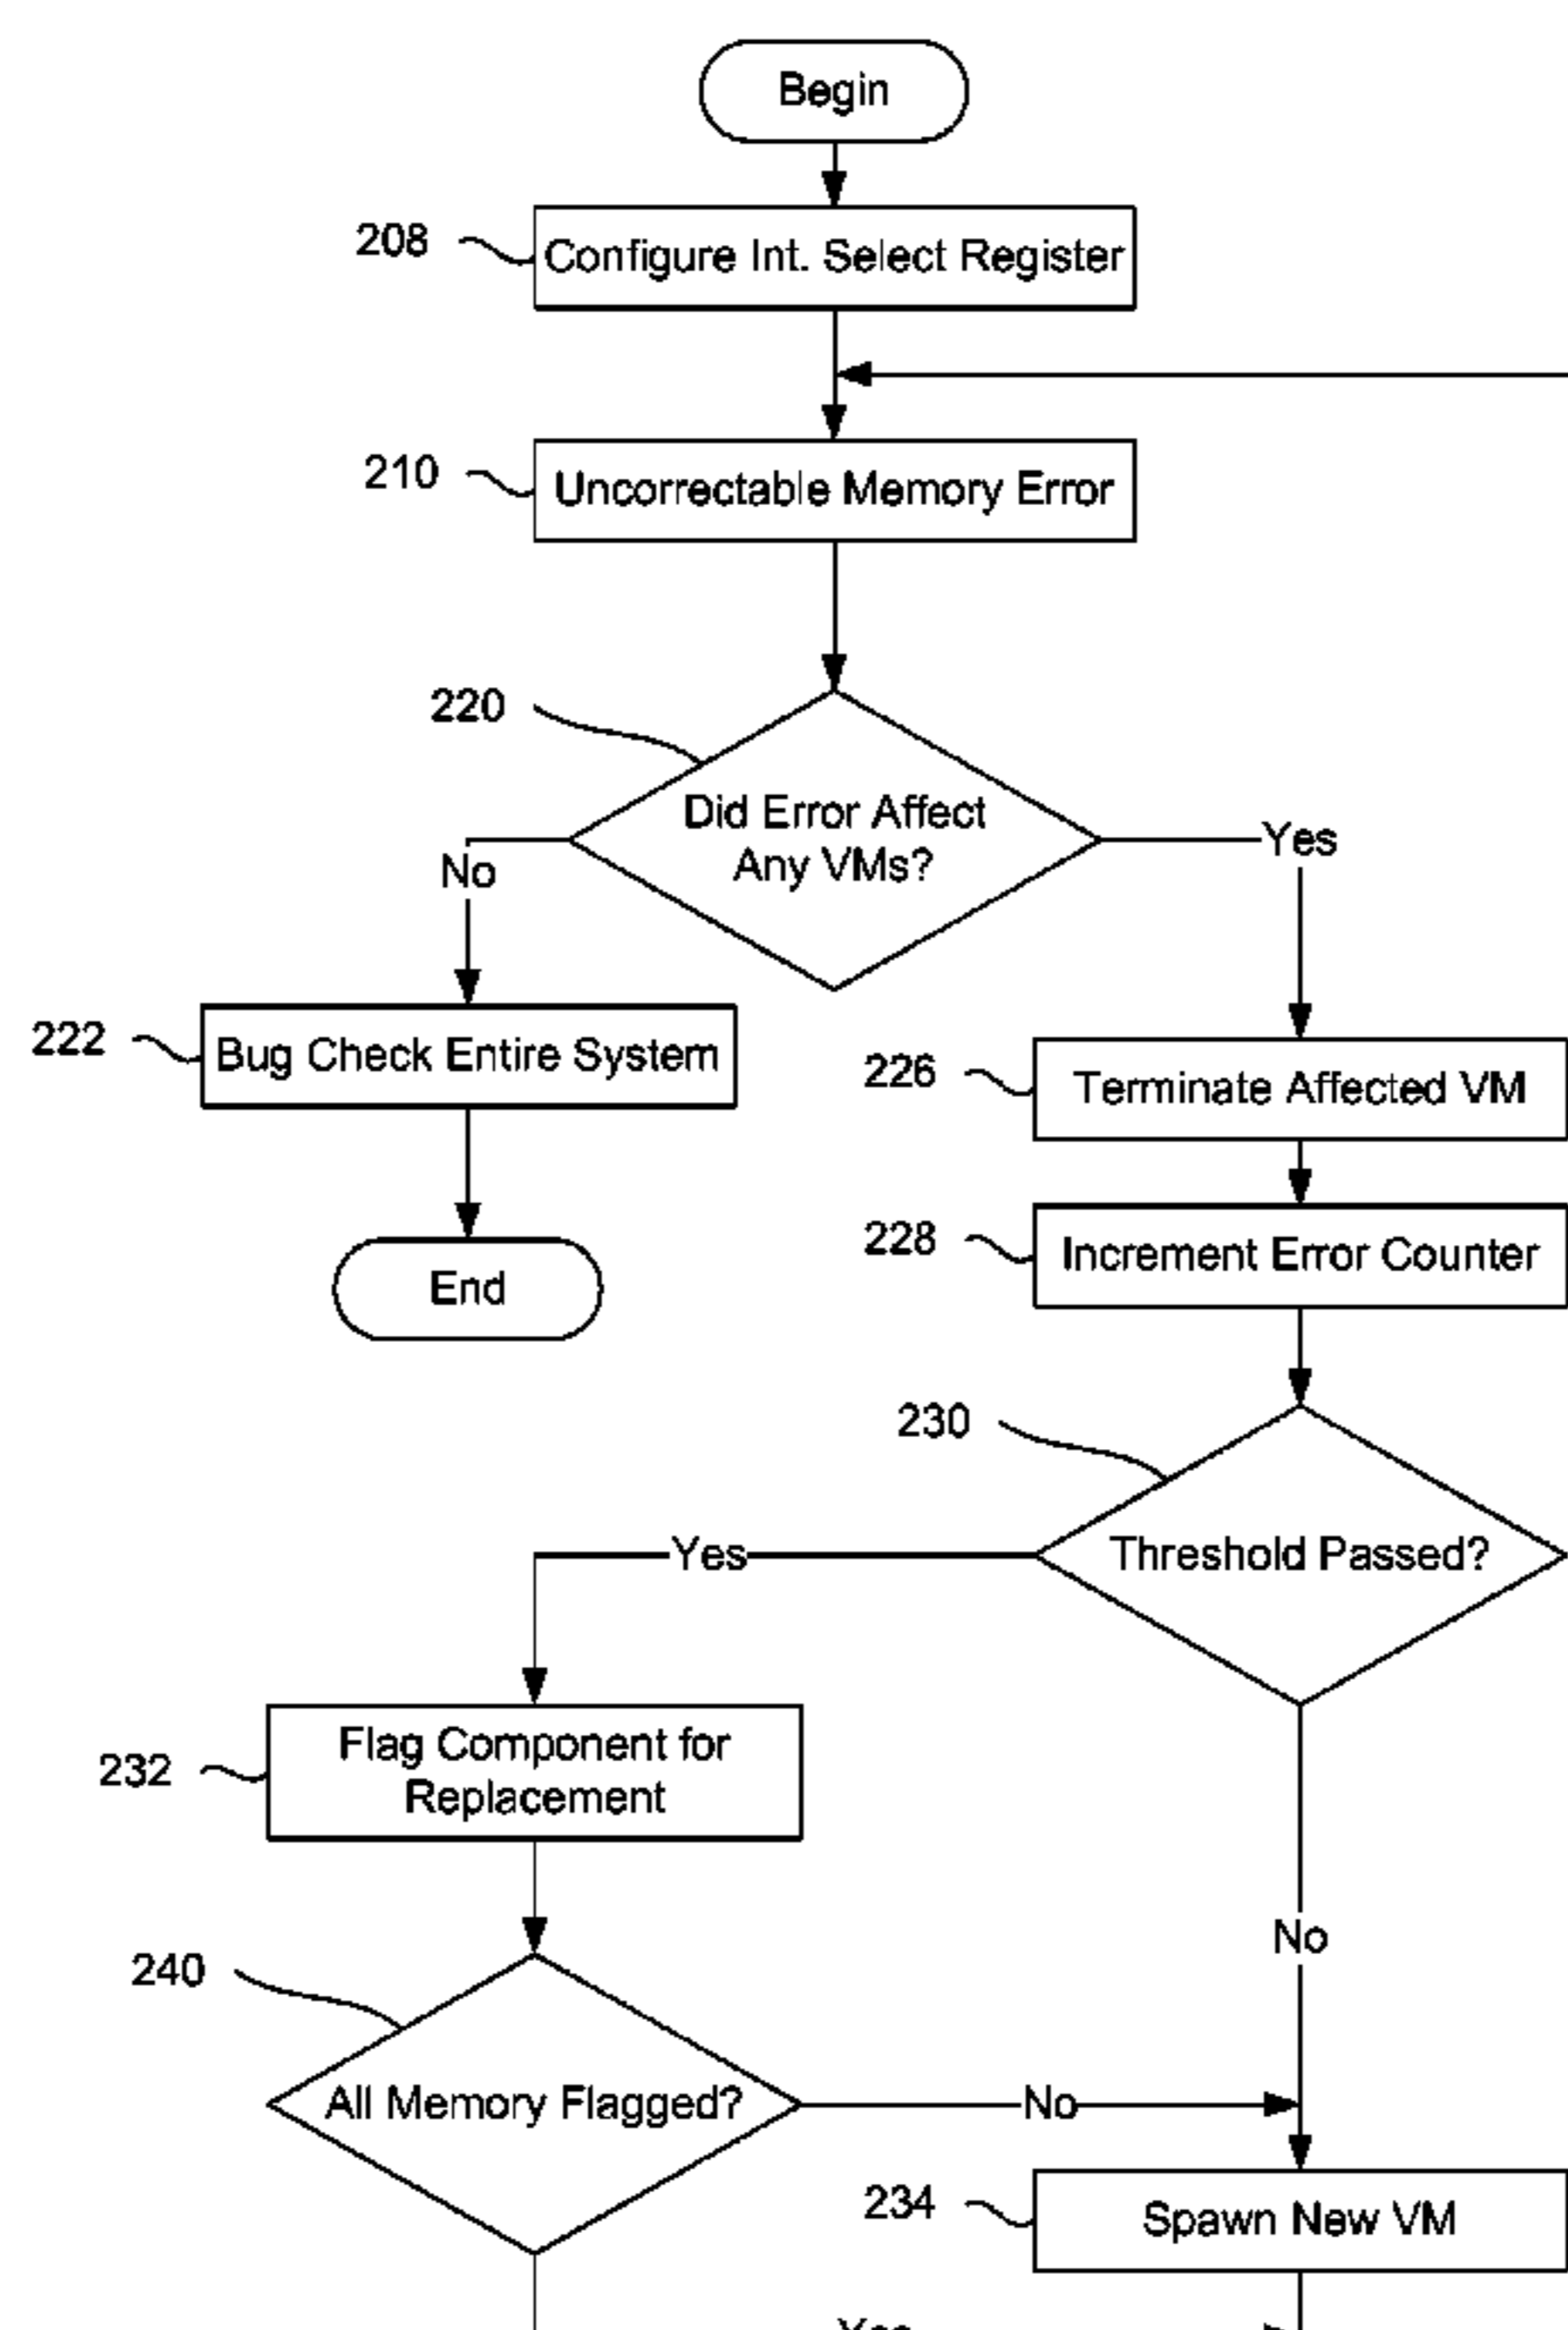 Begin
208
Configure Int. Select Register
210
Uncorrectable Memory Error
220
Did Error Affect
Any VMs?
No
Yes
222
Bug Check Entire System
226
Terminate Affected VM
228
Increment Error Counter
End
230
Threshold Passed?
Yes
232
Flag Component for
Replacement
No
240
All Memory Flagged?
No
234
Spawn New VM
Yes